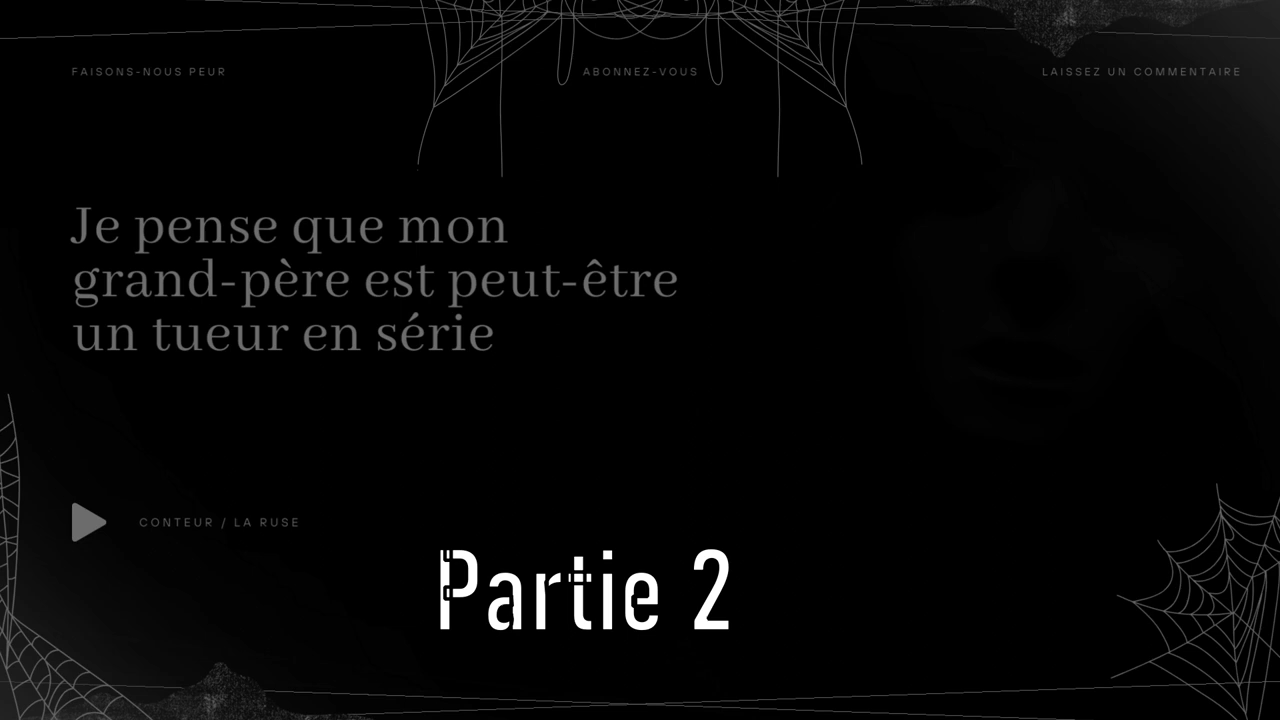 FAISONS-NOUS PEUR
ABONNEZ-VOUS
LAISSEZ UN COMMENTAIRE
Je pense que mon
grand-père est peut-être
un tueur en série
CONTEUR / LA RUSE
Partie 2